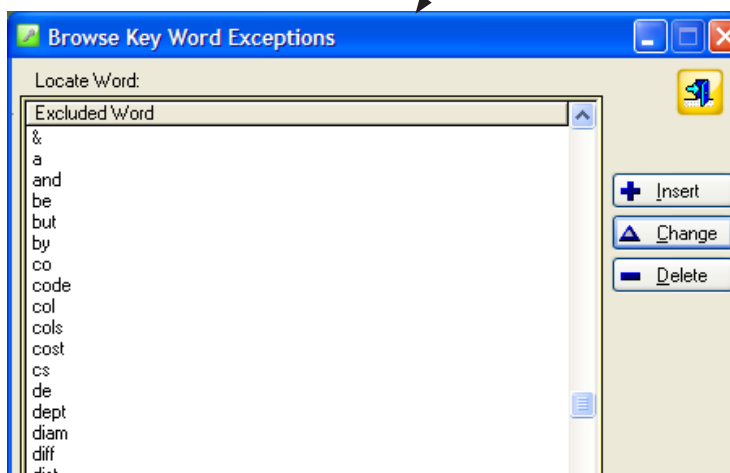 Browse Key Word Exceptions
Locate Word:
Excluded Word
&
a
and
be
but
by
co
code
col
cols
cost
cs
de
dept
diam
diff
Insert
Change
Delete